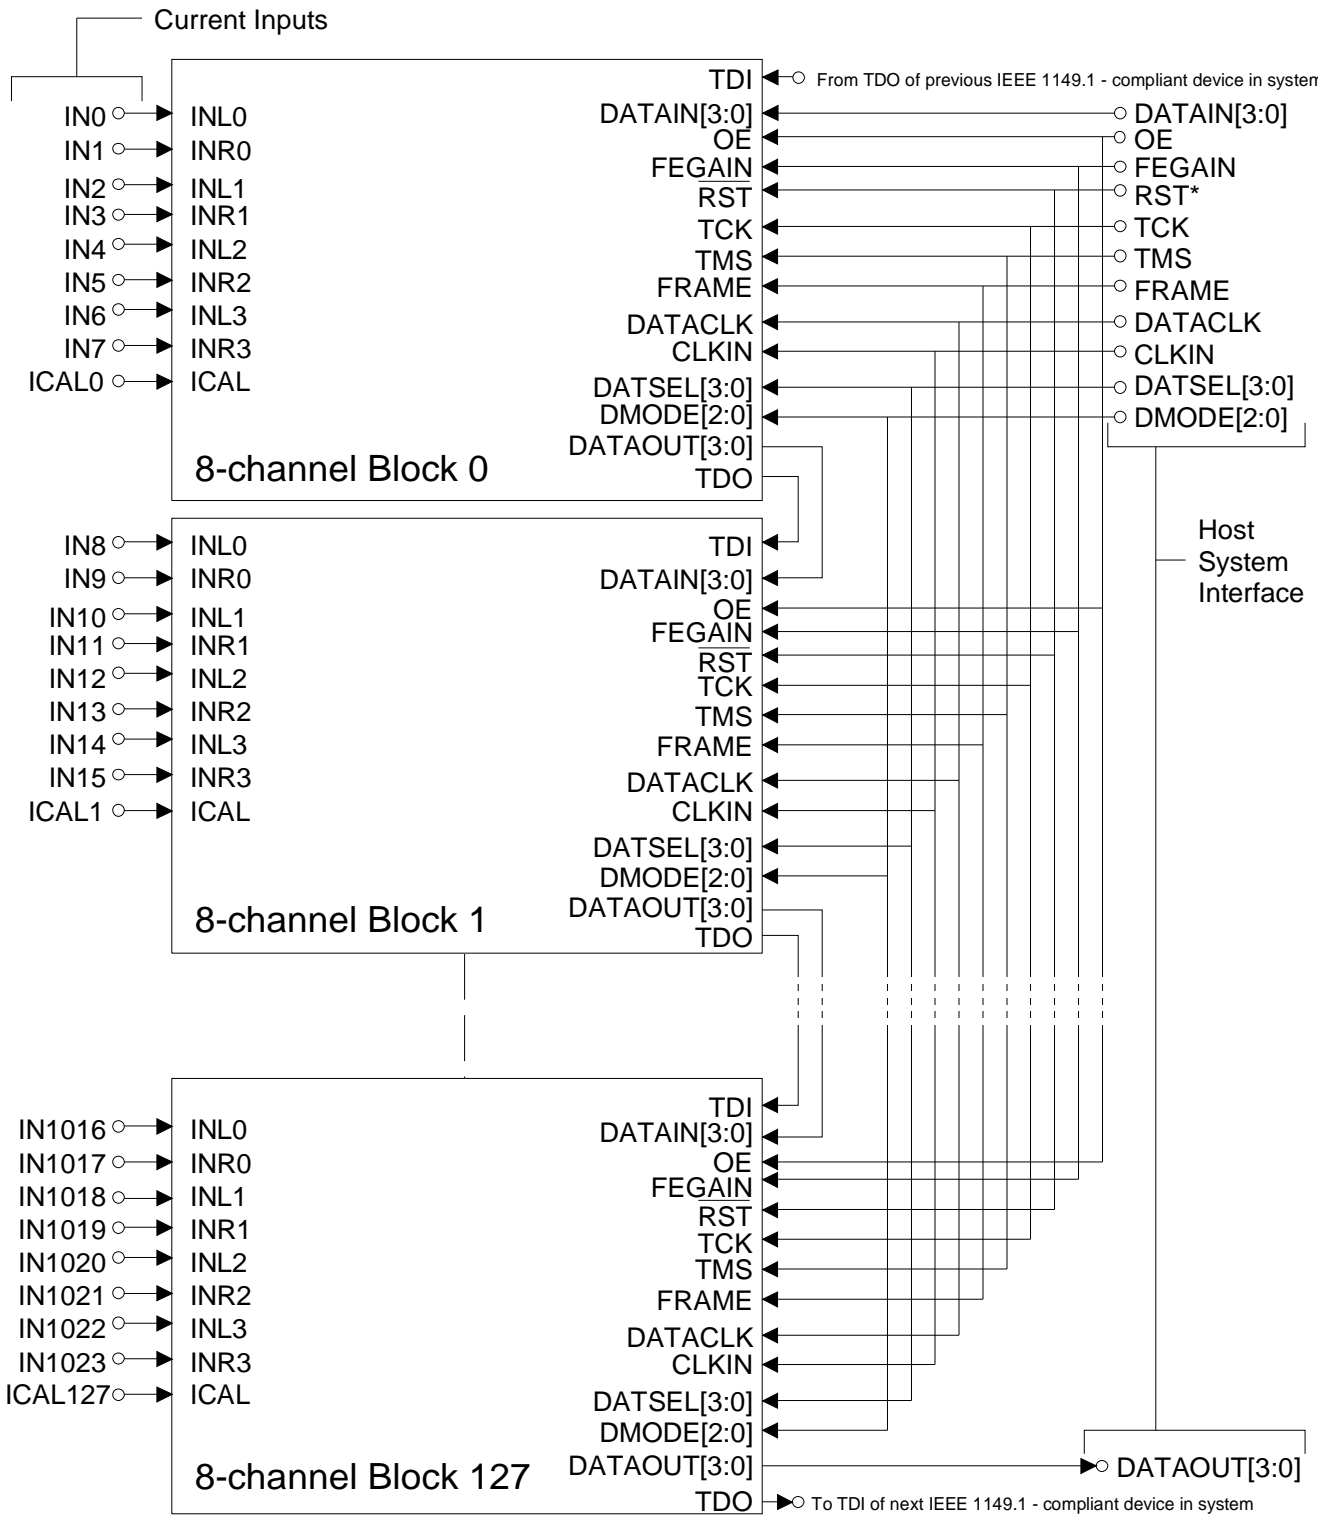 Current Inputs
TDI
From TDO of previous IEEE 1149.1 - compliant device in system
IN0 INL0 DATAIN[3:0] DATAIN[3:0]
OE OE
IN1 INR0 FEGAIN FEGAIN
IN2 INL1 RST RST*
IN3 INR1 TCK TCK
IN4 INL2 TMS TMS
IN5 INR2 FRAME FRAME
IN6 INL3 DATACLK DATACLK
IN7 INR3 CLKIN CLKIN
ICAL0 ICAL DATSEL[3:0] DATSEL[3:0]
DMODE[2:0] DMODE[2:0]
DATAOUT[3:0]
8-channel Block 0 TDO
Host
System
Interface
IN8 INL0 TDI
IN9 INR0 DATAIN[3:0]
IN10 INL1 OE
IN11 INR1 FEGAIN
RST
IN12 INL2 TCK
IN13 INR2 TMS
IN14 INL3 FRAME
IN15 INR3 DATACLK
ICAL1 ICAL CLKIN
DATSEL[3:0]
DMODE[2:0]
DATAOUT[3:0]
8-channel Block 1 TDO
TDI
IN1016 INL0 DATAIN[3:0]
IN1017 INR0 OE
FEGAIN
IN1018 INL1 RST
IN1019 INR1 TCK
IN1020 INL2 TMS
IN1021 INR2 FRAME
IN1022 INL3 DATACLK
IN1023 INR3 CLKIN
ICAL127 ICAL DATSEL[3:0]
DMODE[2:0]
DATAOUT[3:0] DATAOUT[3:0]
8-channel Block 127
TDO To TDI of next IEEE 1149.1 - compliant device in system